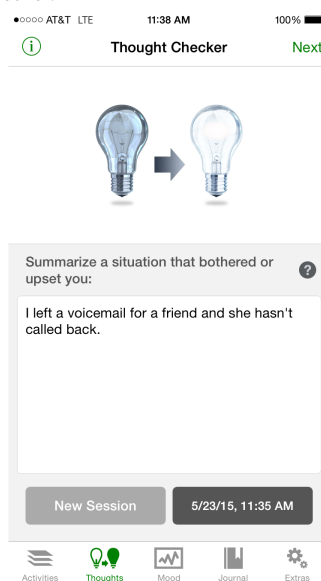 AT&T LTE 11:38 AM 100%
Thought Checker Next
Summarize a situation that bothered or
upset you:
?
I left a voicemail for a friend and she hasn't
called back.
New Session 5/23/15, 11:35 AM
Activities Thoughts Mood Journal Extras